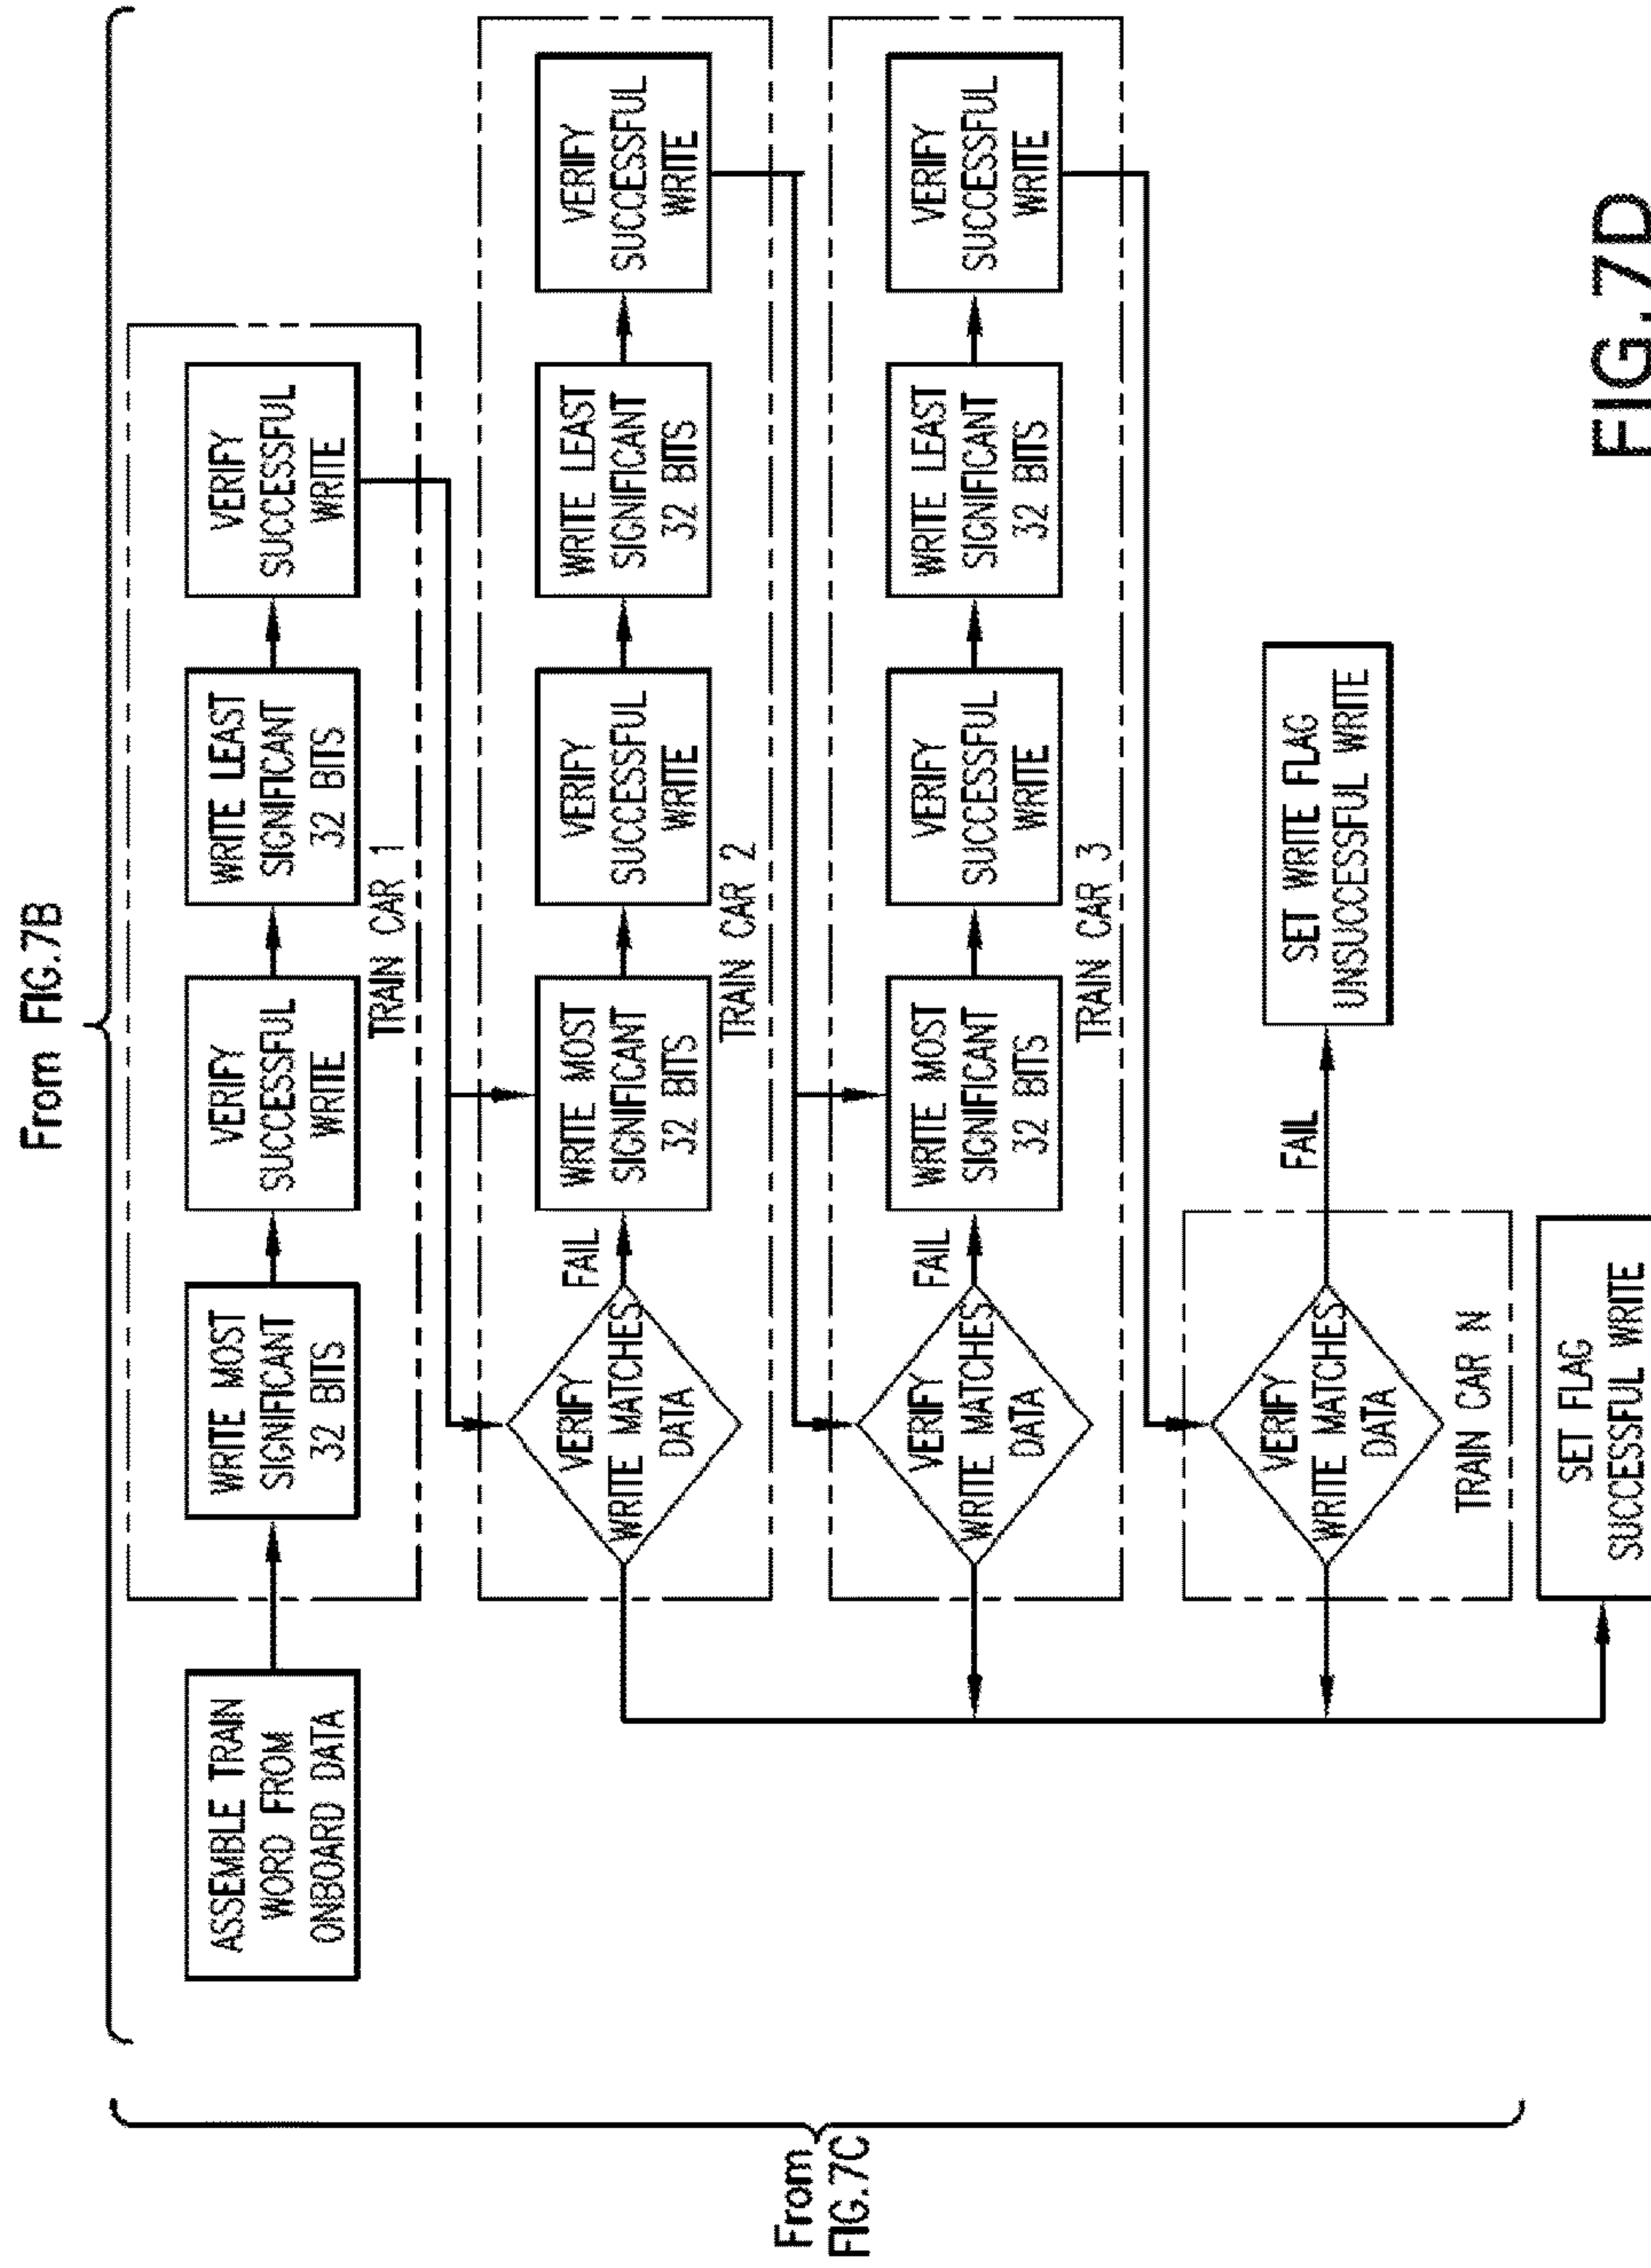 From FIG.7B
From
FIG.7C
ASSEMBLE TRAIN
WORD FROM
ONBOARD DATA
WRITE MOST
SIGNIFICANT
32 BITS
VERIFY
SUCCESSFUL
WRITE
WRITE LEAST
SIGNIFICANT
32 BITS
VERIFY
SUCCESSFUL
WRITE
TRAIN CAR 1
VERIFY
WRITE MATCHES
DATA
FAIL
WRITE MOST
SIGNIFICANT
32 BITS
VERIFY
SUCCESSFUL
WRITE
WRITE LEAST
SIGNIFICANT
32 BITS
VERIFY
SUCCESSFUL
WRITE
TRAIN CAR 2
VERIFY
WRITE MATCHES
DATA
FAIL
WRITE MOST
SIGNIFICANT
32 BITS
VERIFY
SUCCESSFUL
WRITE
WRITE LEAST
SIGNIFICANT
32 BITS
VERIFY
SUCCESSFUL
WRITE
TRAIN CAR 3
VERIFY
WRITE MATCHES
DATA
FAIL
SET WRITE FLAG
UNSUCCESSFUL WRITE
TRAIN CAR N
SET FLAG
SUCCESSFUL WRITE
FIG.7D